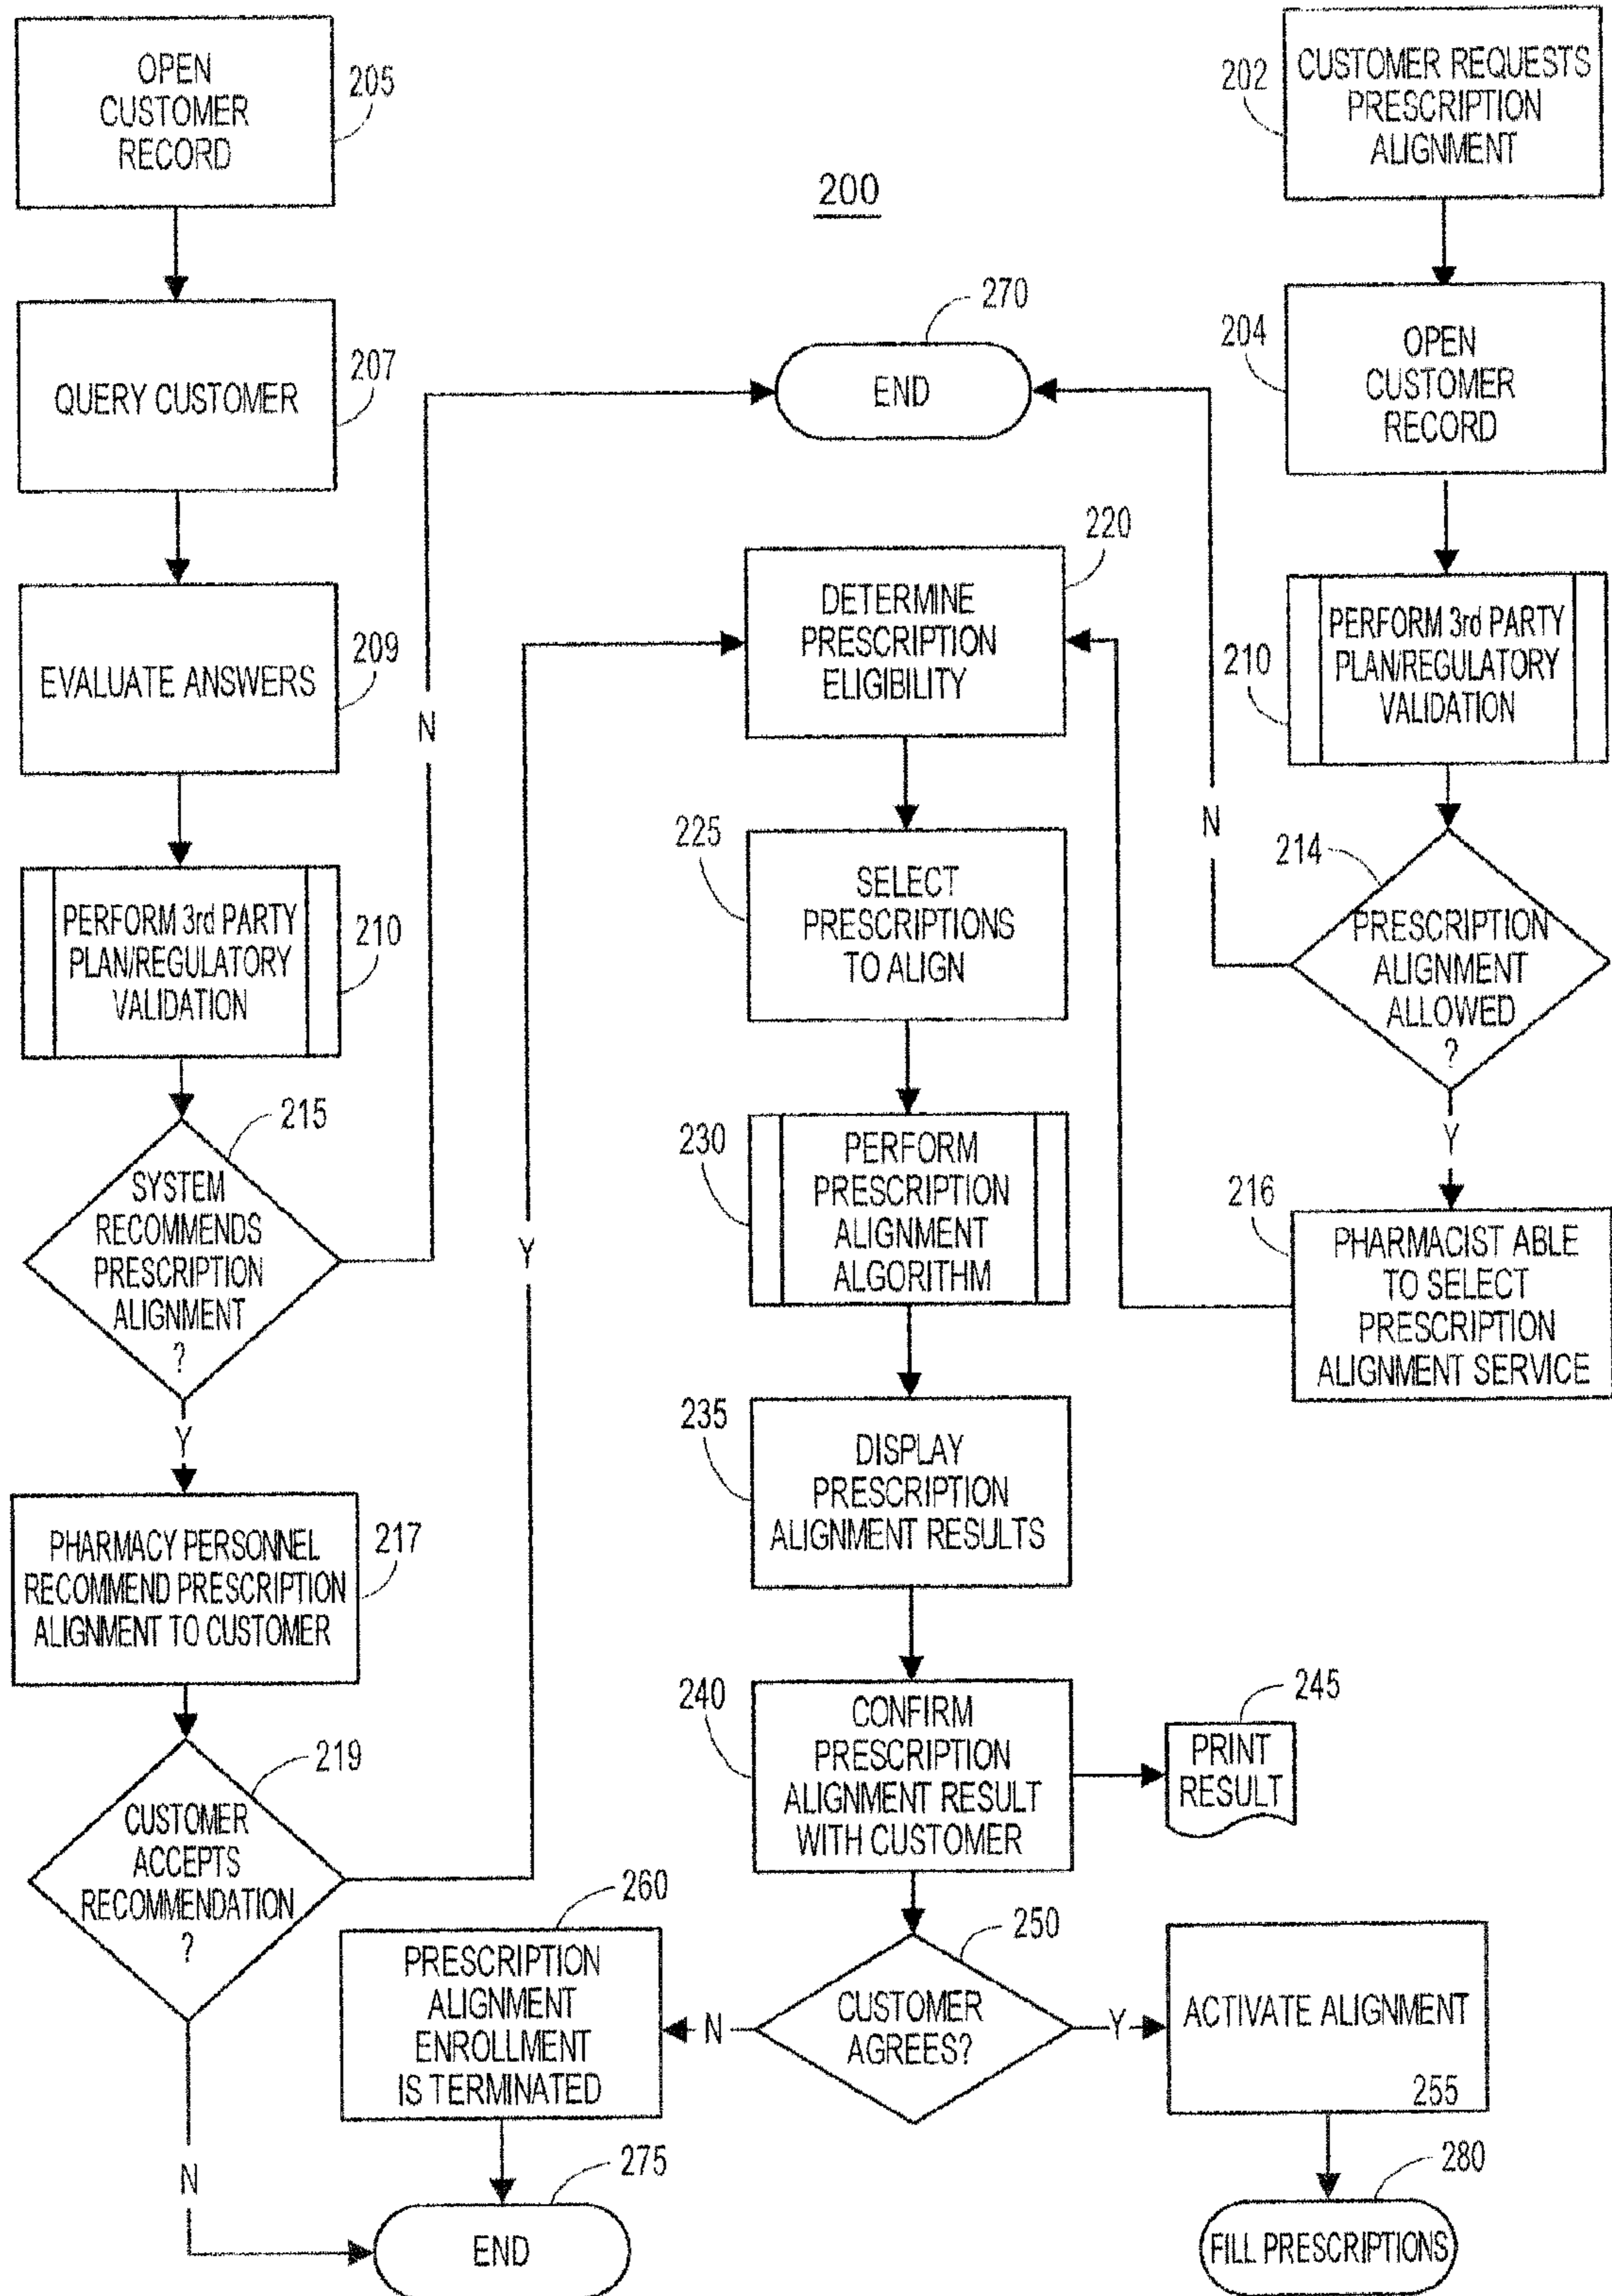 200
OPEN
CUSTOMER
RECORD
205
QUERY CUSTOMER
207
EVALUATE ANSWERS
209
PERFORM 3rd PARTY
PLAN/REGULATORY
VALIDATION
210
SYSTEM
RECOMMENDS
PRESCRIPTION
ALIGNMENT
?
215
N
Y
PHARMACY PERSONNEL
RECOMMEND PRESCRIPTION
ALIGNMENT TO CUSTOMER
217
CUSTOMER
ACCEPTS
RECOMMENDATION
?
219
Y
N
END
270
CUSTOMER REQUESTS
PRESCRIPTION
ALIGNMENT
202
OPEN
CUSTOMER
RECORD
204
PERFORM 3rd PARTY
PLAN/REGULATORY
VALIDATION
210
PRESCRIPTION
ALIGNMENT
ALLOWED
?
214
N
Y
PHARMACIST ABLE
TO SELECT
PRESCRIPTION
ALIGNMENT SERVICE
216
DETERMINE
PRESCRIPTION
ELIGIBILITY
220
SELECT
PRESCRIPTIONS
TO ALIGN
225
PERFORM
PRESCRIPTION
ALIGNMENT
ALGORITHM
230
DISPLAY
PRESCRIPTION
ALIGNMENT RESULTS
235
CONFIRM
PRESCRIPTION
ALIGNMENT RESULT
WITH CUSTOMER
240
PRINT
RESULT
245
CUSTOMER
AGREES?
250
N
Y
PRESCRIPTION
ALIGNMENT
ENROLLMENT
IS TERMINATED
260
END
275
ACTIVATE ALIGNMENT
255
FILL PRESCRIPTIONS
280